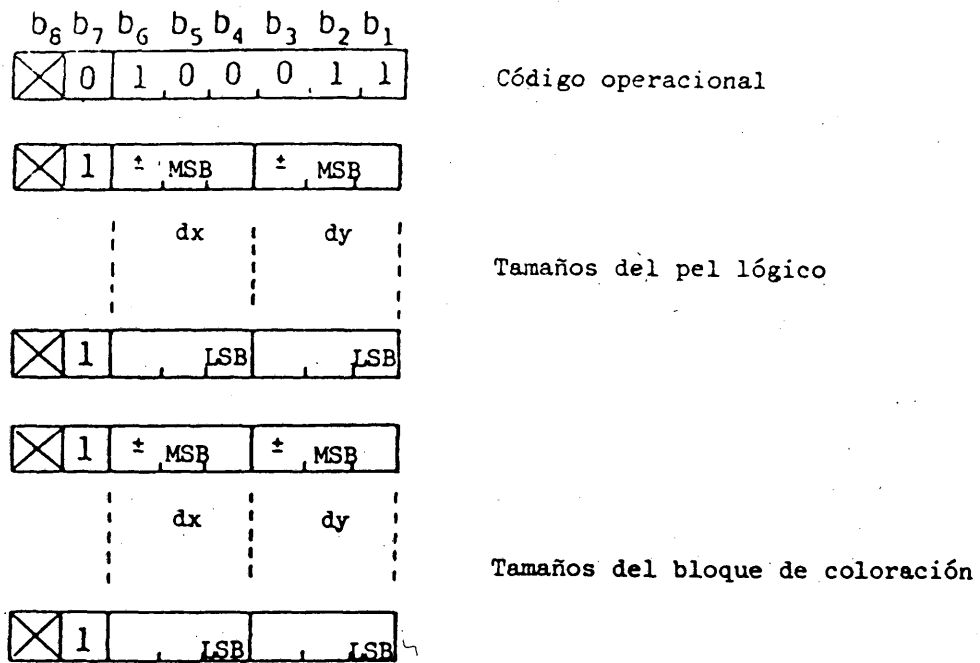 b8 b7 b6 b5 b4 b3 b2 b1
0 1 0 0 0 1 1 Código operacional
1 ± MSB ± MSB
dx dy
Tamaños del pel lógico
1 LSB LSB
1 ± MSB ± MSB
dx dy
Tamaños del bloque de coloración
1 LSB LSB